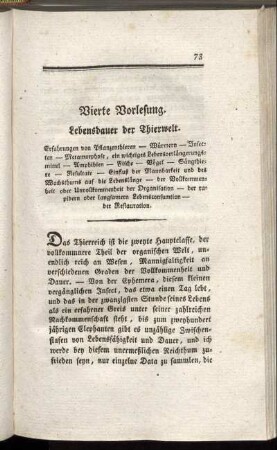 73
Vierte Vorlesung.
Lebensdauer der Thierwelt.
Erfahrungen von Pflanzenthieren — Würmern — Insek-
ten — Metamorphose, ein wichtiges Lebensverlängerungs-
mittel — Amphibien — Fische — Vögel — Säugthie-
re — Resultate — Einfluß der Mannbarkeit und des
Wachsthums auf die Lebenslänge — der Vollkommen-
heit oder Unvollkommenheit der Organisation — der ra-
pidern oder langsamern Lebensconsumtion —
der Restauration.
Das Thierreich ist die zweyte Hauptclasse, der
vollkommnere Theil der organischen Welt, un-
endlich reich an Wesen, Mannigfaltigkeit an
verschiedenen Graden der Vollkommenheit und
Dauer. — Von der Ephemera, diesem kleinen
vergänglichen Insect, das etwa einen Tag lebt,
und das in der zwanzigsten Stunde seines Lebens
als ein erfahrner Greis unter seiner zahlreichen
Nachkommenschaft steht, bis zum zweyhundert
jährigen Elephanten gibt es unzählige Zwischen-
stufen von Lebensfähigkeit und Dauer, und ich
werde bey diesem unermeßlichen Reichthum zu-
frieden seyn, nur einzelne Data zu sammlen, die